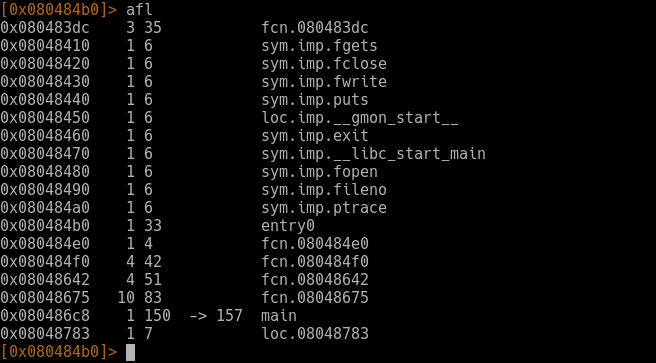 [0x080484b0]> afl
0x080483dc    3 35           fcn.080483dc
0x08048410    1 6            sym.imp.fgets
0x08048420    1 6            sym.imp.fclose
0x08048430    1 6            sym.imp.fwrite
0x08048440    1 6            sym.imp.puts
0x08048450    1 6            loc.imp.__gmon_start__
0x08048460    1 6            sym.imp.exit
0x08048470    1 6            sym.imp.__libc_start_main
0x08048480    1 6            sym.imp.fopen
0x08048490    1 6            sym.imp.fileno
0x080484a0    1 6            sym.imp.ptrace
0x080484b0    1 33           entry0
0x080484e0    1 4            fcn.080484e0
0x080484f0    4 42           fcn.080484f0
0x08048642    4 51           fcn.08048642
0x08048675   10 83           fcn.08048675
0x080486c8    1 150  -> 157  main
0x08048783    1 7            loc.08048783
[0x080484b0]>